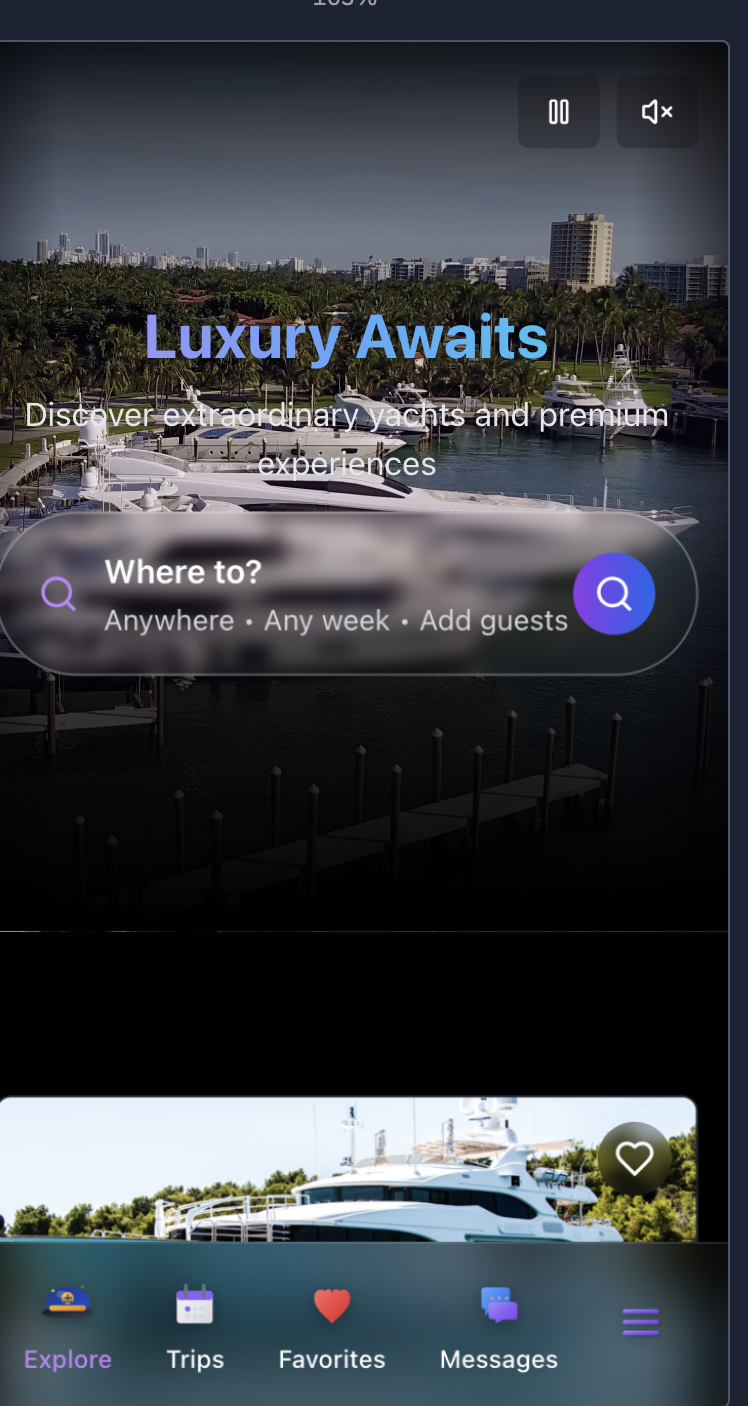 Luxury Awaits
Discover extraordinary yachts and premium
experiences
Where to?
Anywhere • Any week • Add guests
Explore
Trips
Favorites
Messages